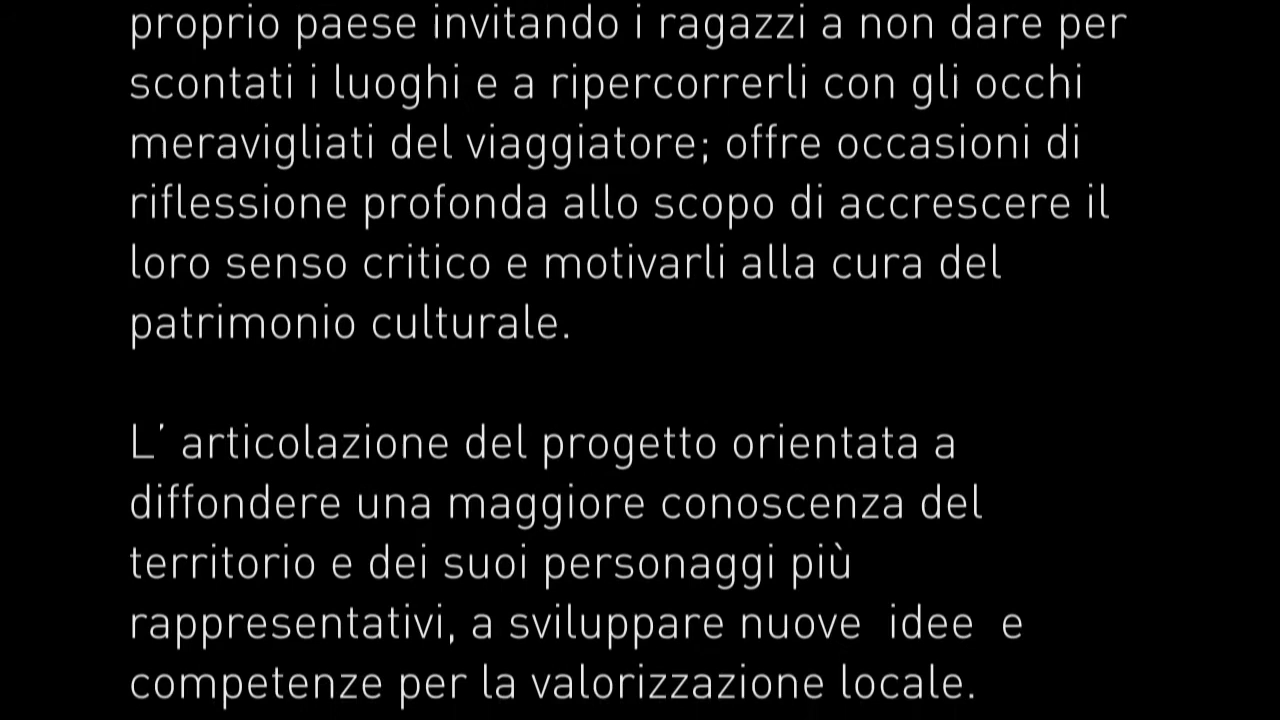 proprio paese invitando i ragazzi a non dare per
scontati i luoghi e a ripercorrerli con gli occhi
meravigliati del viaggiatore; offre occasioni di
riflessione profonda allo scopo di accrescere il
loro senso critico e motivarli alla cura del
patrimonio culturale.
L' articolazione del progetto orientata a
diffondere una maggiore conoscenza del
territorio e dei suoi personaggi più
rappresentativi, a sviluppare nuove  idee  e
competenze per la valorizzazione locale.